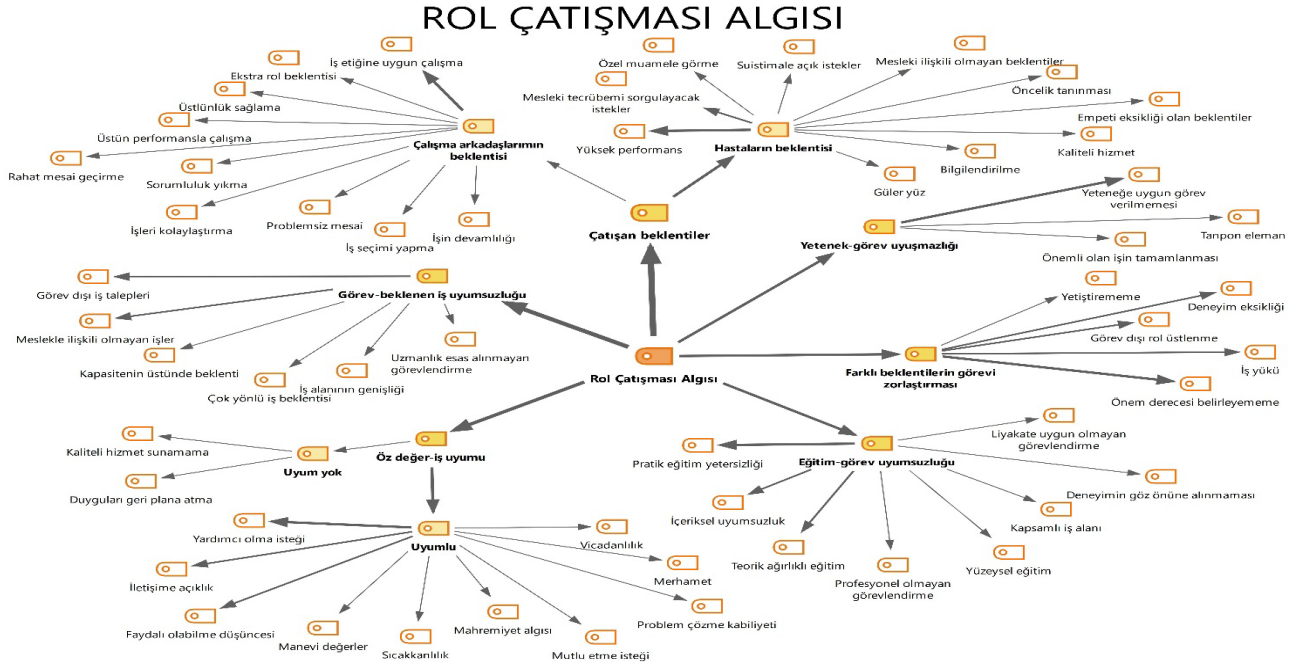 ROL ÇATIŞMASI ALGISI
İş etiğine uygun çalışma
Ekstra rol beklentisi
Üstlünlük sağlama
Üstün performansla çalışma
Rahat mesai geçirme
Sorumluluk yıkma
İşleri kolaylaştırma
Problemsiz mesai
İş seçimi yapma
İşin devamlılığı
Çalışma arkadaşlarımın
beklentisi
Özel muamele görme
Suistimale açık istekler
Mesleki ilişkili olmayan beklentiler
Mesleki tecrübemi sorgulayacak
istekler
Öncelik tanınması
Empeti eksikliği olan beklentiler
Yüksek performans
Hastaların beklentisi
Kaliteli hizmet
Bilgilendirilme
Güler yüz
Çatışan beklentiler
Yeteneğe uygun görev
verilmemesi
Yetenek-görev uyuşmazlığı
Tanpon eleman
Önemli olan işin tamamlanması
Görev-beklenen iş uyumsuzluğu
Görev dışı iş talepleri
Meslekle ilişkili olmayan işler
Kapasitenin üstünde beklenti
Çok yönlü iş beklentisi
İş alanının genişliği
Uzmanlık esas alınmayan
görevlendirme
Rol Çatışması Algısı
Yetiştirememe
Deneyim eksikliği
Görev dışı rol üstlenme
İş yükü
Önem derecesi belirleyememe
Farklı beklentilerin görevi
zorlaştırması
Öz değer-iş uyumu
Kaliteli hizmet sunamama
Uyum yok
Duyguları geri plana atma
Eğitim-görev uyumsuzluğu
Liyakate uygun olmayan
görevlendirme
Pratik eğitim yetersizliği
Deneyimin göz önüne alınmaması
İçeriksel uyumsuzluk
Kapsamlı iş alanı
Teorik ağırlıklı eğitim
Profesyonel olmayan
görevlendirme
Yüzeysel eğitim
Yardımcı olma isteği
Uyumlu
Vicadanlılık
İletişime açıklık
Merhamet
Faydalı olabilme düşüncesi
Manevi değerler
Sıcakkanlılık
Mahremiyet algısı
Mutlu etme isteği
Problem çözme kabiliyeti